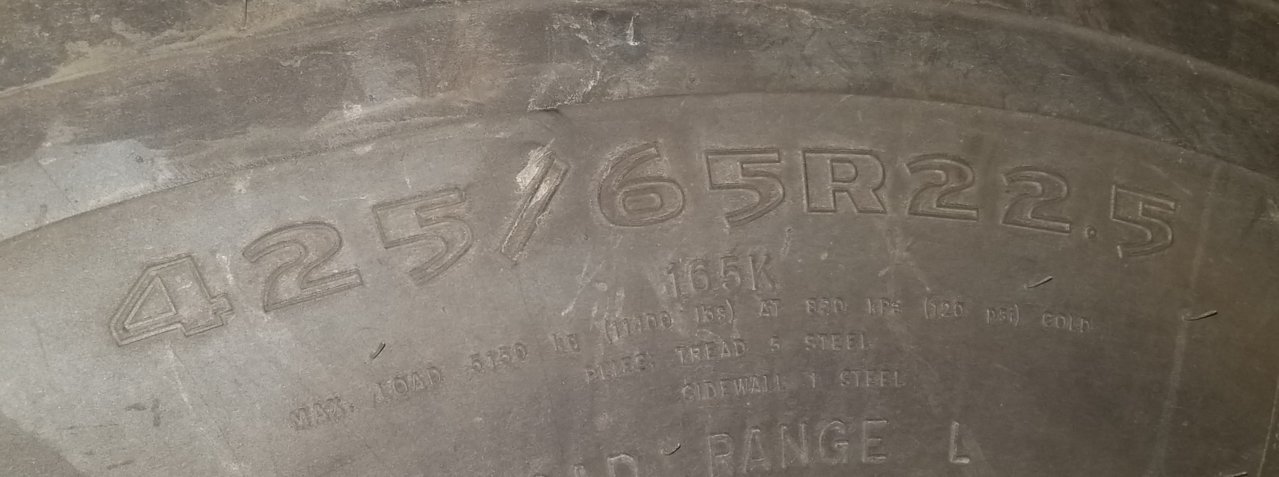 425/65R22.5
165K
MAX. LOAD 5150 kg (11400 lbs) AT 830 kPa (120 psi) COLD
PLIES: TREAD 5 STEEL
SIDEWALL 1 STEEL
RANGE L